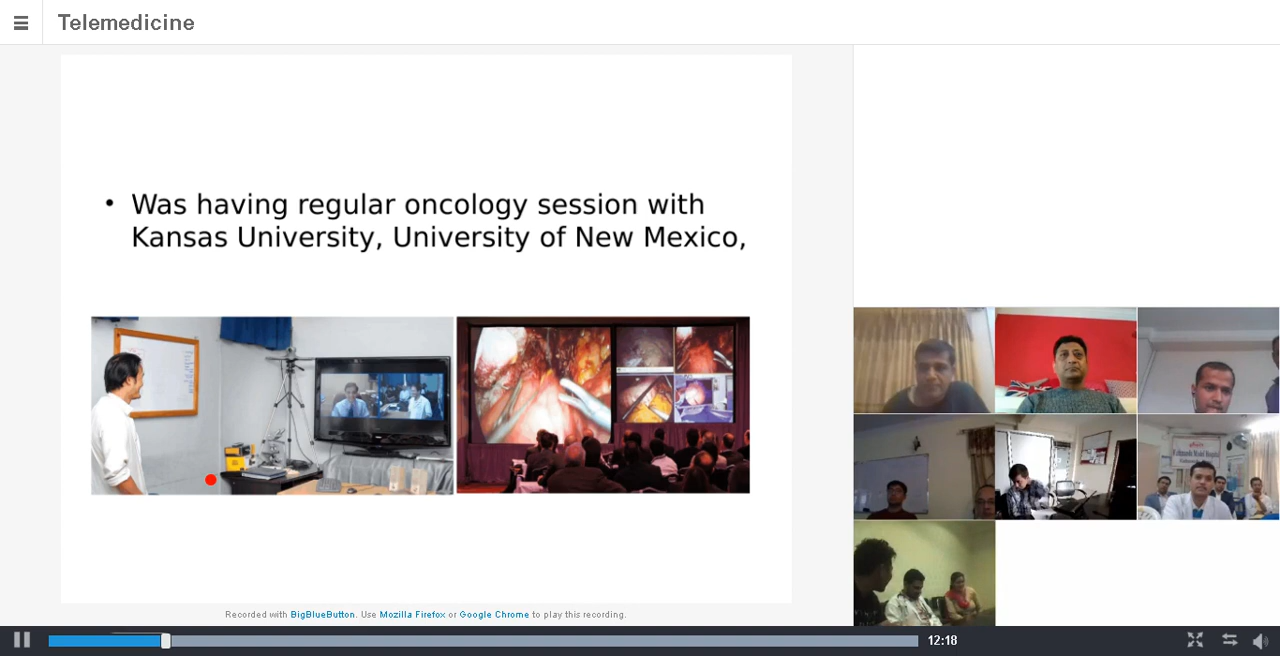 Telemedicine
• Was having regular oncology session with
Kansas University, University of New Mexico,
Recorded with BigBlueButton. Use Mozilla Firefox or Google Chrome to play this recording.
12:18